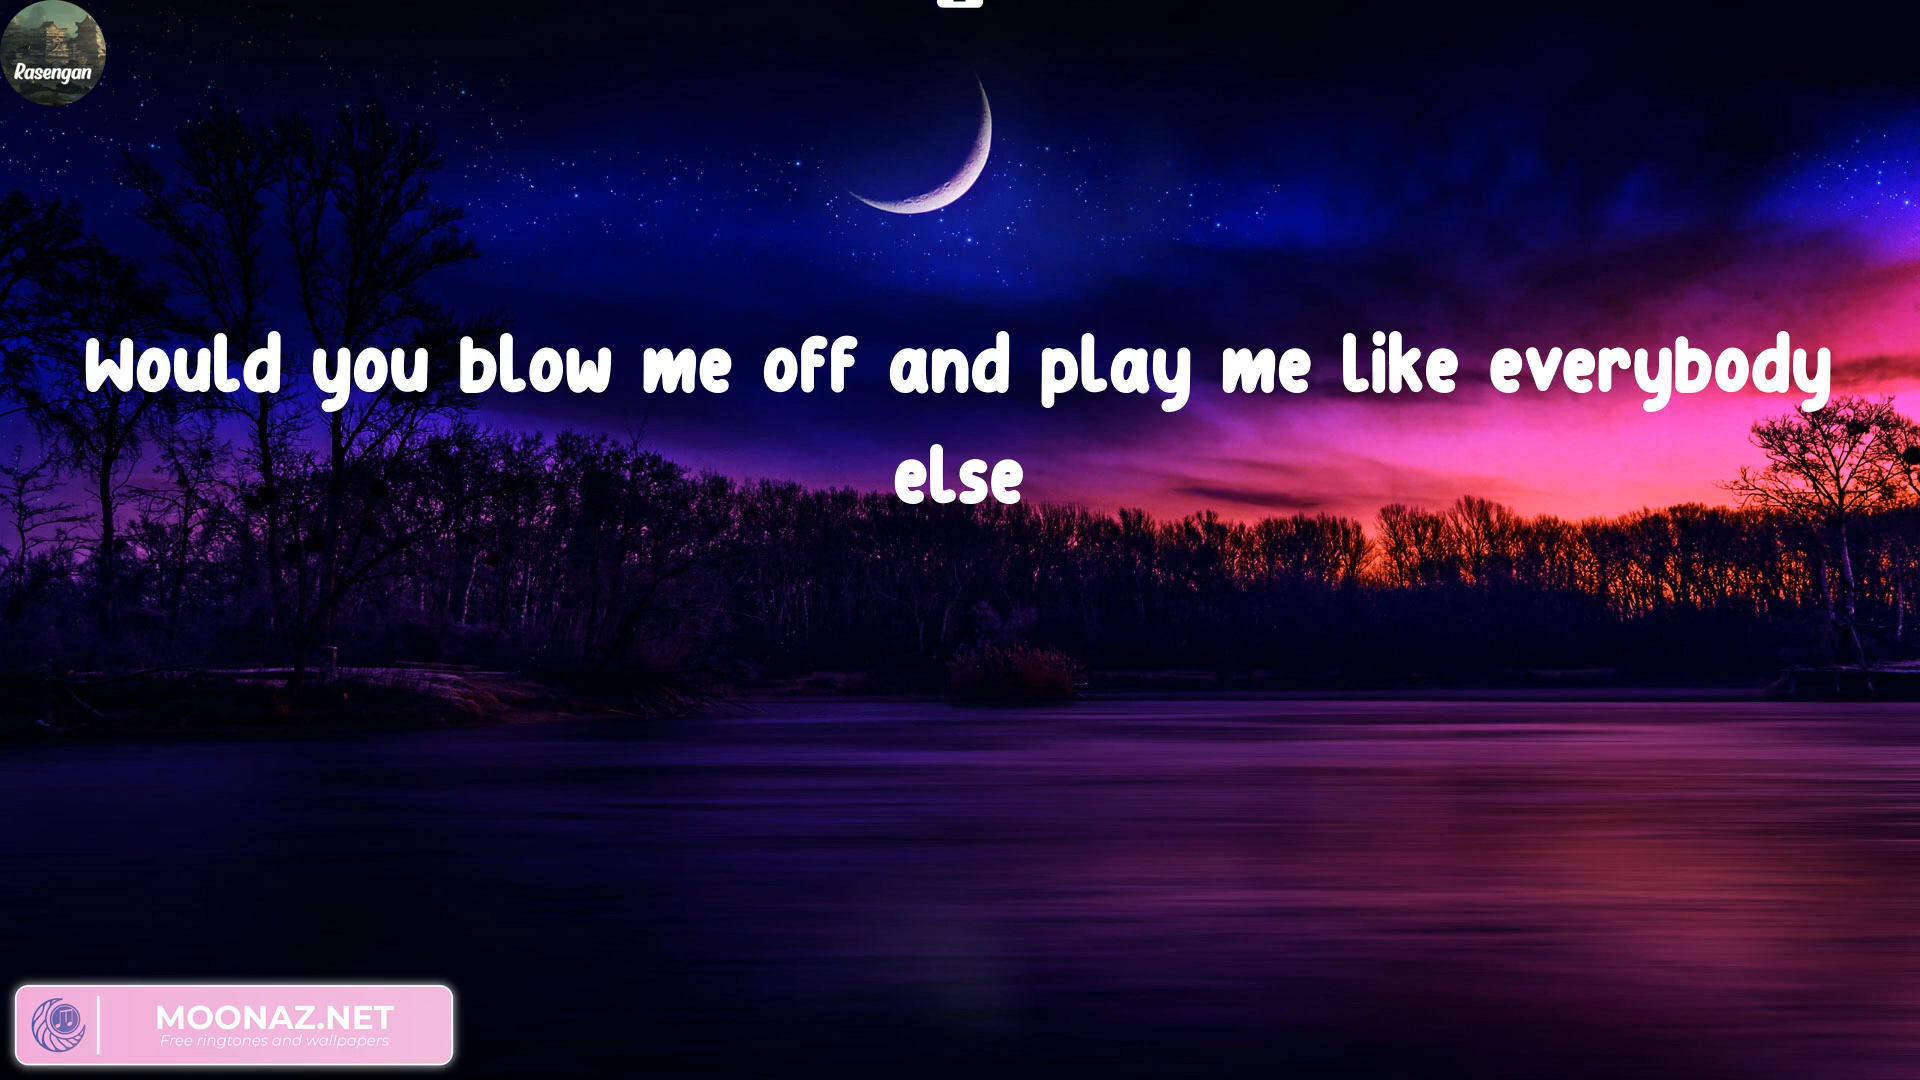 Rasengan
Would you blow me off and play me like everybody
else
MOONAZ.NET
Free ringtones and wallpapers